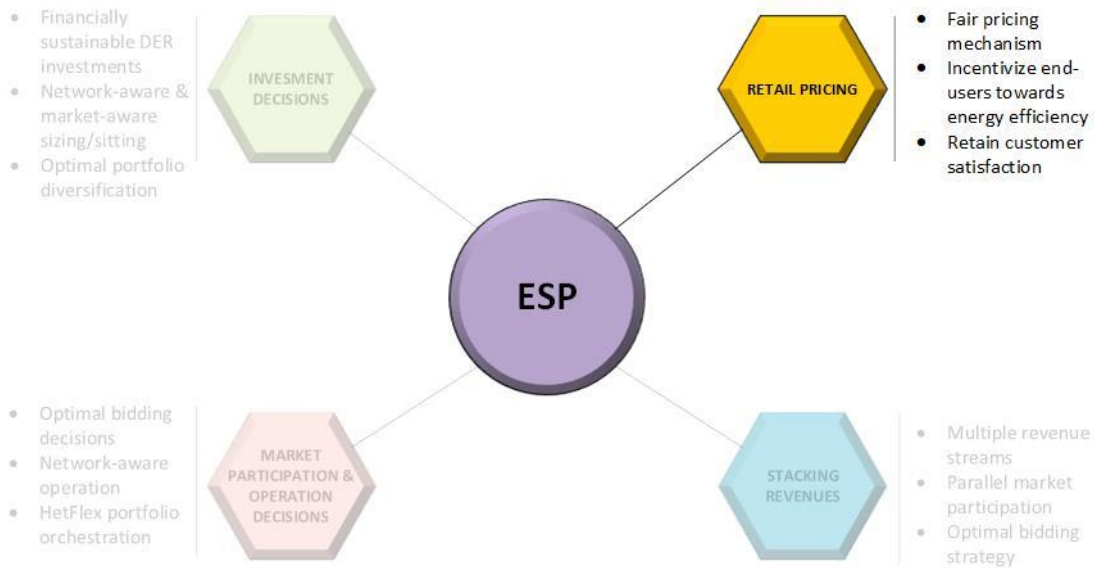 ● Financially
sustainable DER
investments
● Network-aware &
market-aware
sizing/sitting
● Optimal portfolio
diversification
INVESMENT
DECISIONS
RETAIL PRICING
● Fair pricing
mechanism
● Incentivize end-
users towards
energy efficiency
● Retain customer
satisfaction
ESP
● Optimal bidding
decisions
● Network-aware
operation
● HetFlex portfolio
orchestration
MARKET
PARTICIPATION &
OPERATION
DECISIONS
STACKING
REVENUES
● Multiple revenue
streams
● Parallel market
participation
● Optimal bidding
strategy